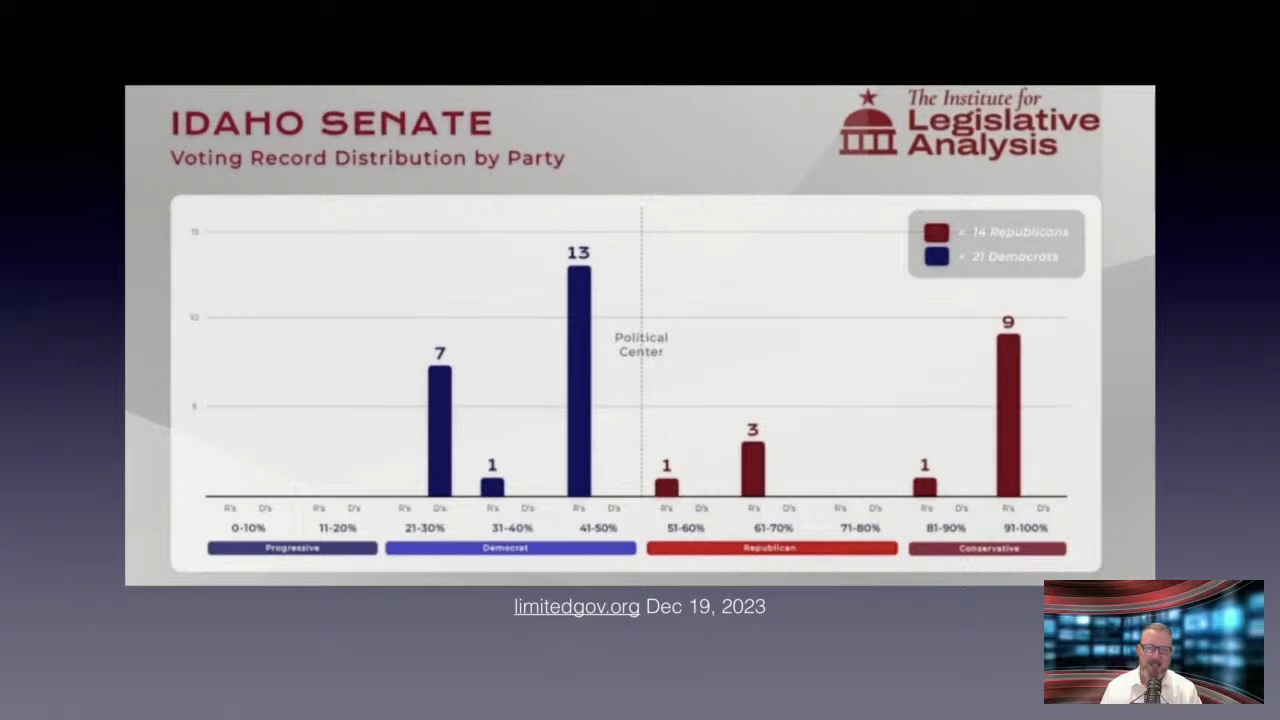 IDAHO SENATE
Voting Record Distribution by Party
The Institute for
Legislative
Analysis
= 14 Republicans
= 21 Democrats
15
10
5
7
1
13
Political
Center
1
3
1
9
R's D's R's D's R's D's R's D's R's D's R's D's R's D's R's D's R's D's R's D's
0-10% 11-20% 21-30% 31-40% 41-50% 51-60% 61-70% 71-80% 81-90% 91-100%
Progressive Democrat Republican Conservative
limitedgov.org Dec 19, 2023